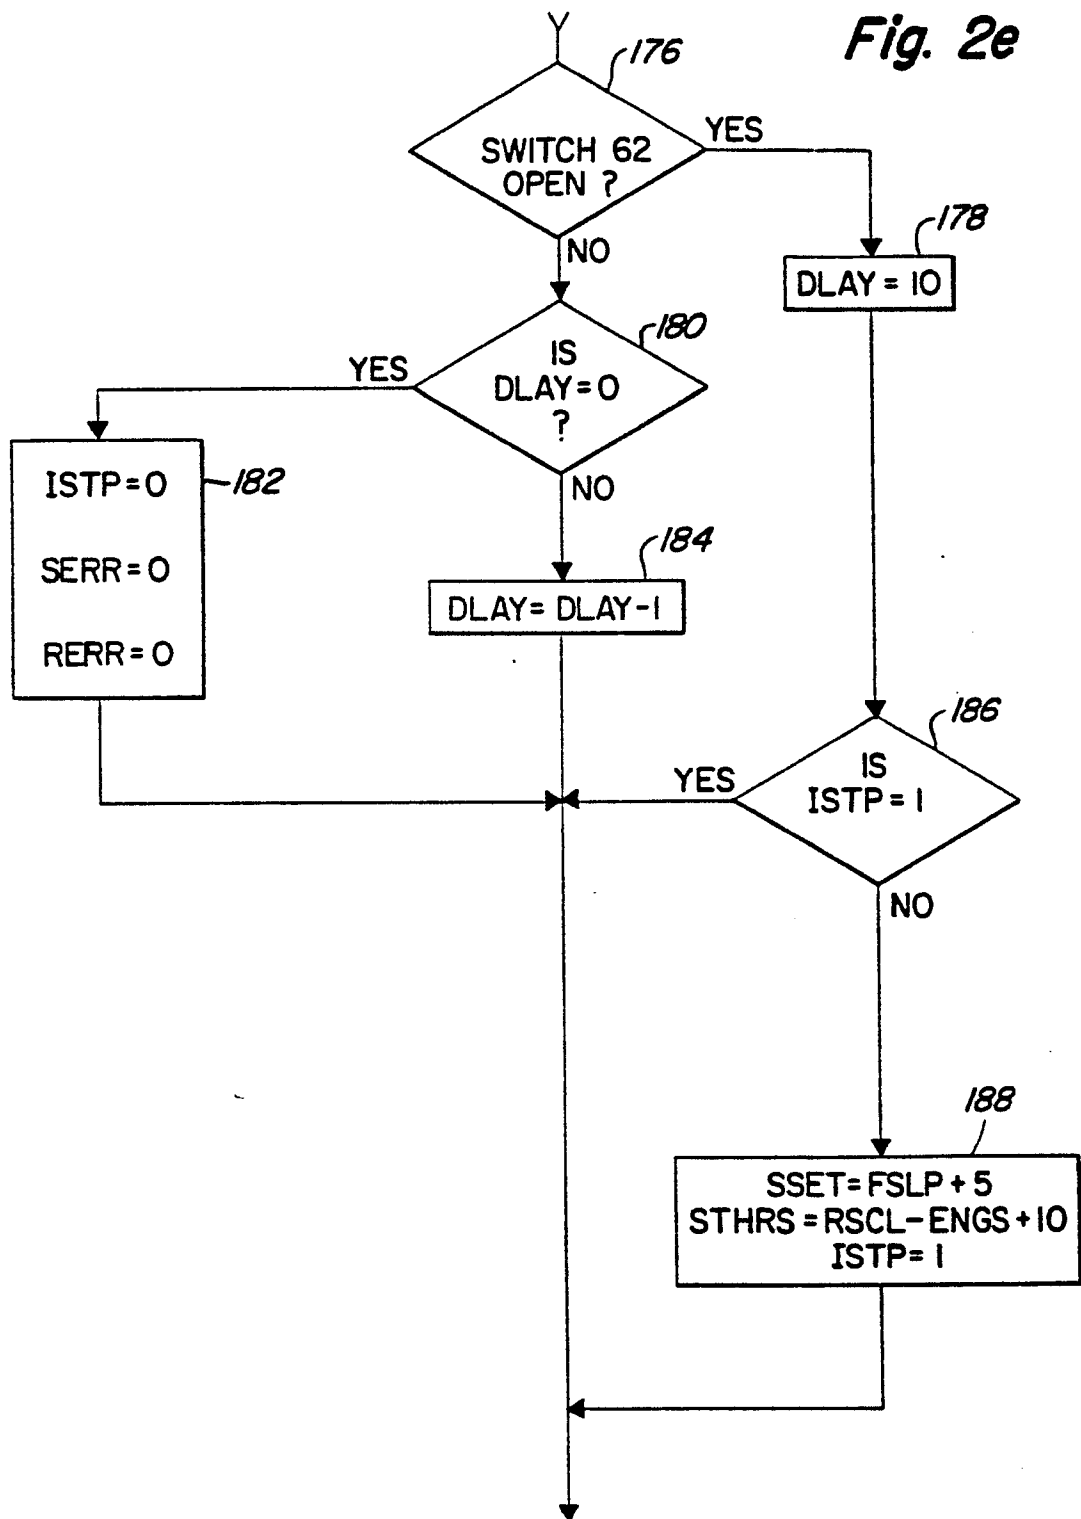 Y
Fig. 2e
176
SWITCH 62
OPEN ?
YES
NO
178
DLAY = 10
180
IS
DLAY = 0
?
YES
NO
182
ISTP = 0
SERR = 0
RERR = 0
184
DLAY = DLAY-1
186
IS
ISTP = 1
YES
NO
188
SSET = FSLP + 5
STHRS = RSCL-ENGS + 10
ISTP = 1